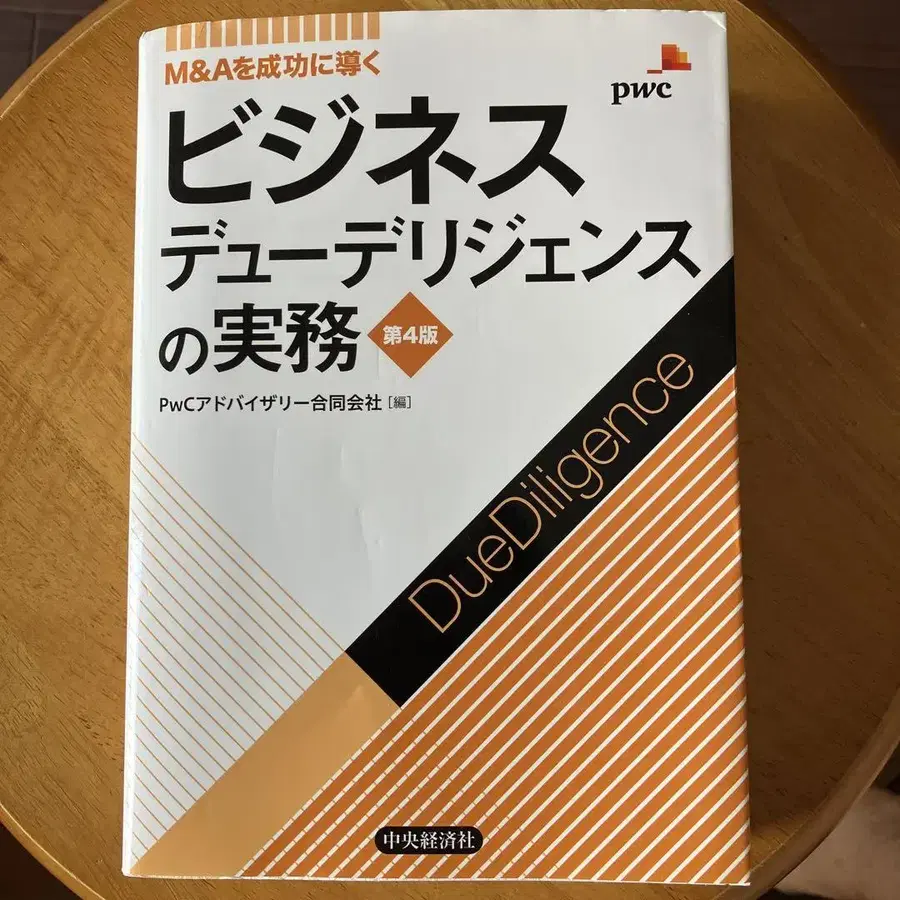 M&Aを成功に導く
pwc
ビジネス
デューデリジェンス
の実務 第4版
PwCアドバイザリー合同会社[編]
DueDiligence
中央経済社